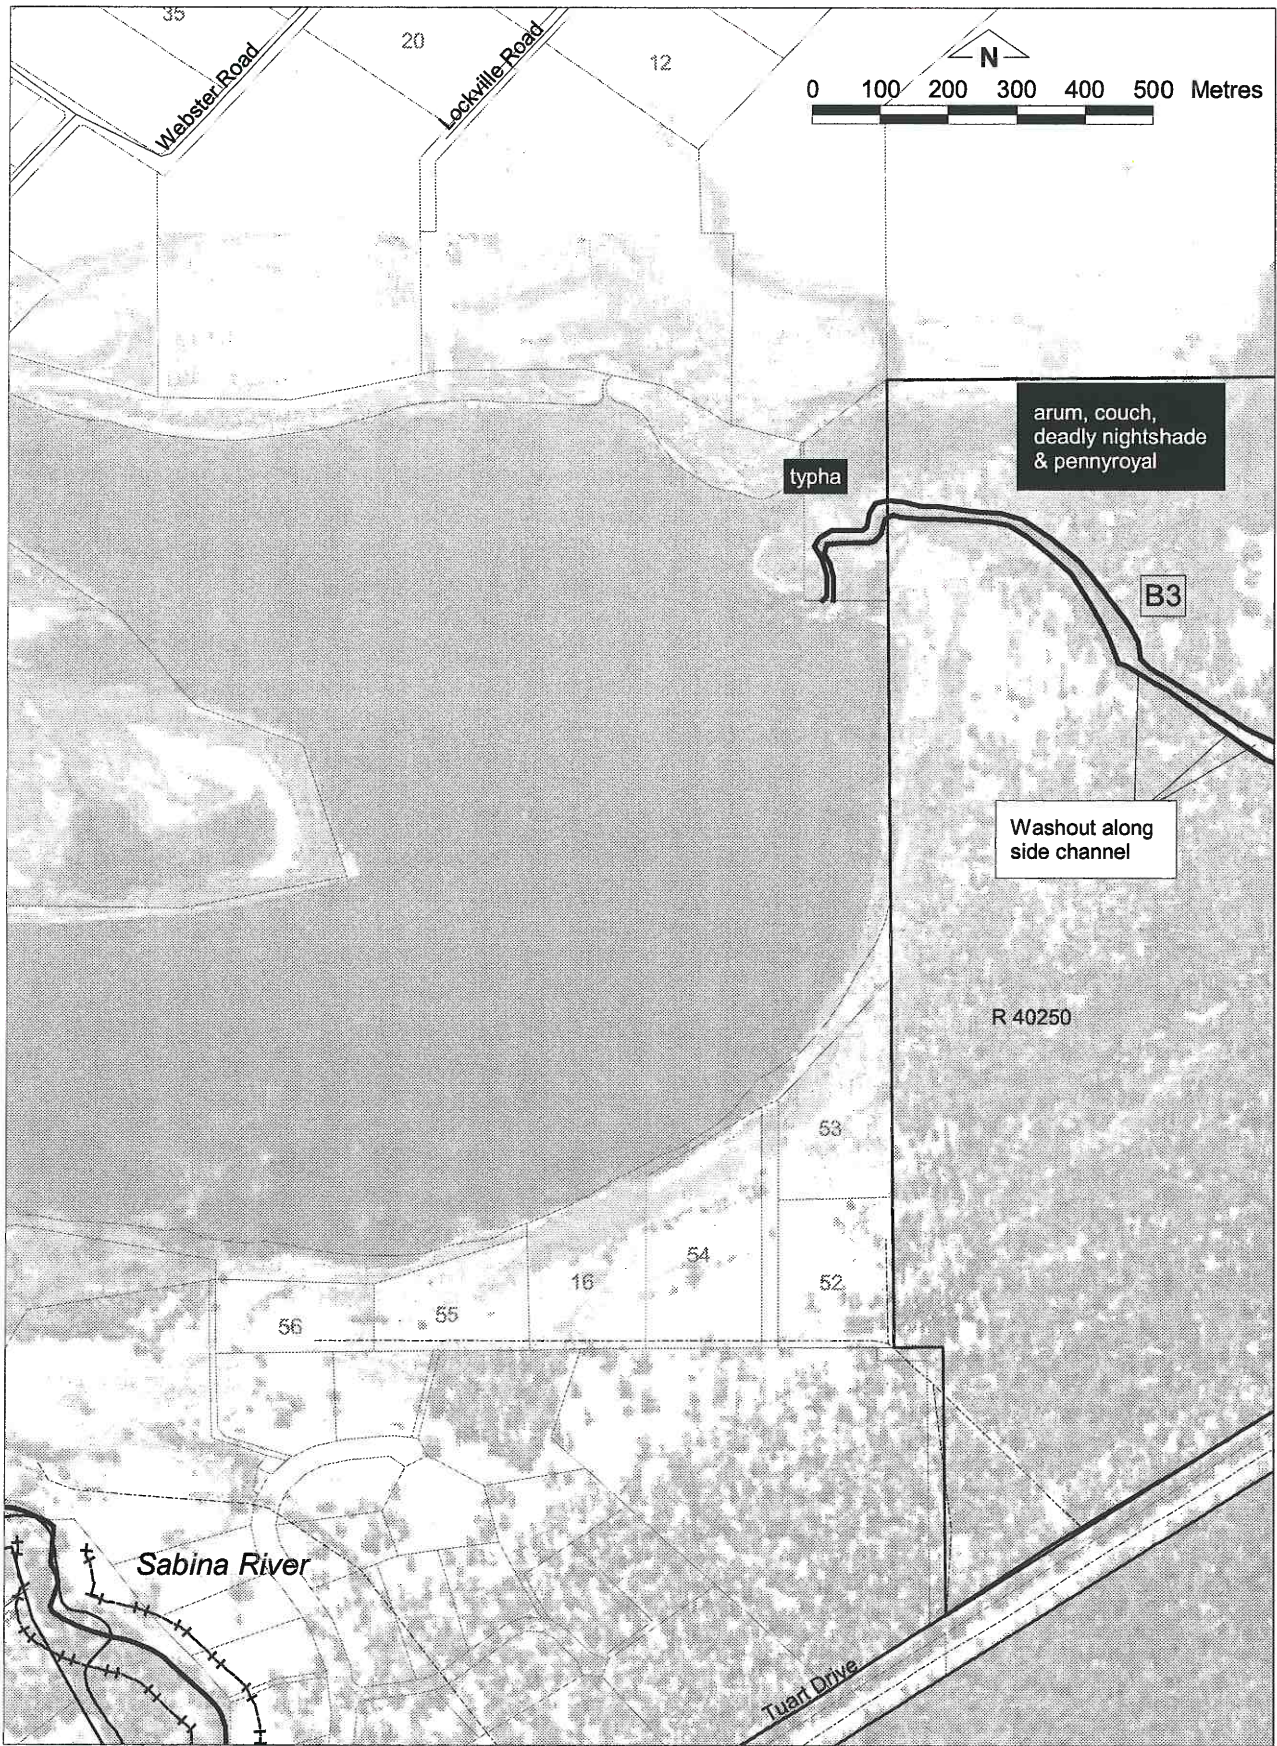 35
20
12
Webster Road
Lockville Road
N
0 100 200 300 400 500 Metres
arum, couch,
deadly nightshade
& pennyroyal
typha
B3
Washout along
side channel
R 40250
53
54
52
16
55
56
Sabina River
Tuart Drive